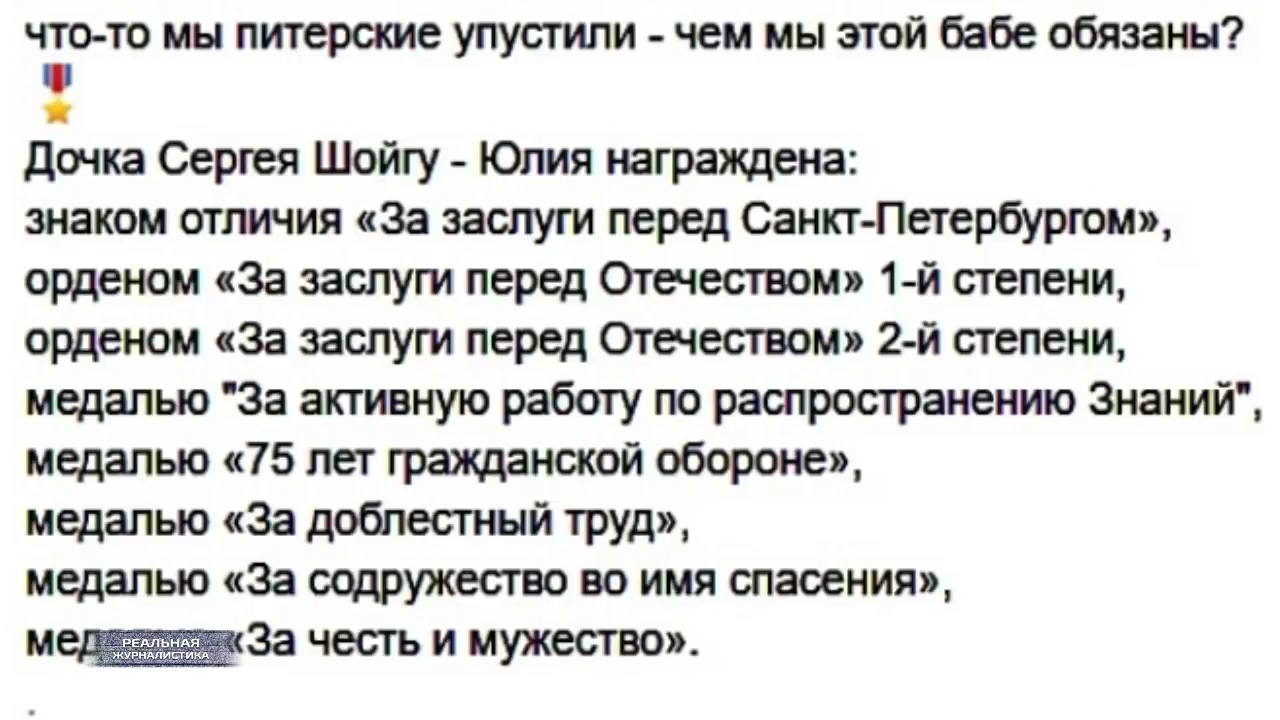 что-то мы питерские упустили - чем мы этой бабе обязаны?
Дочка Сергея Шойгу - Юлия награждена:
знаком отличия «За заслуги перед Санкт-Петербургом»,
орденом «За заслуги перед Отечеством» 1-й степени,
орденом «За заслуги перед Отечеством» 2-й степени,
медалью "За активную работу по распространению Знаний",
медалью «75 лет гражданской обороне»,
медалью «За доблестный труд»,
медалью «За содружество во имя спасения»,
«За честь и мужество».
РЕАЛЬНАЯ
ЖУРНАЛИСТИКА